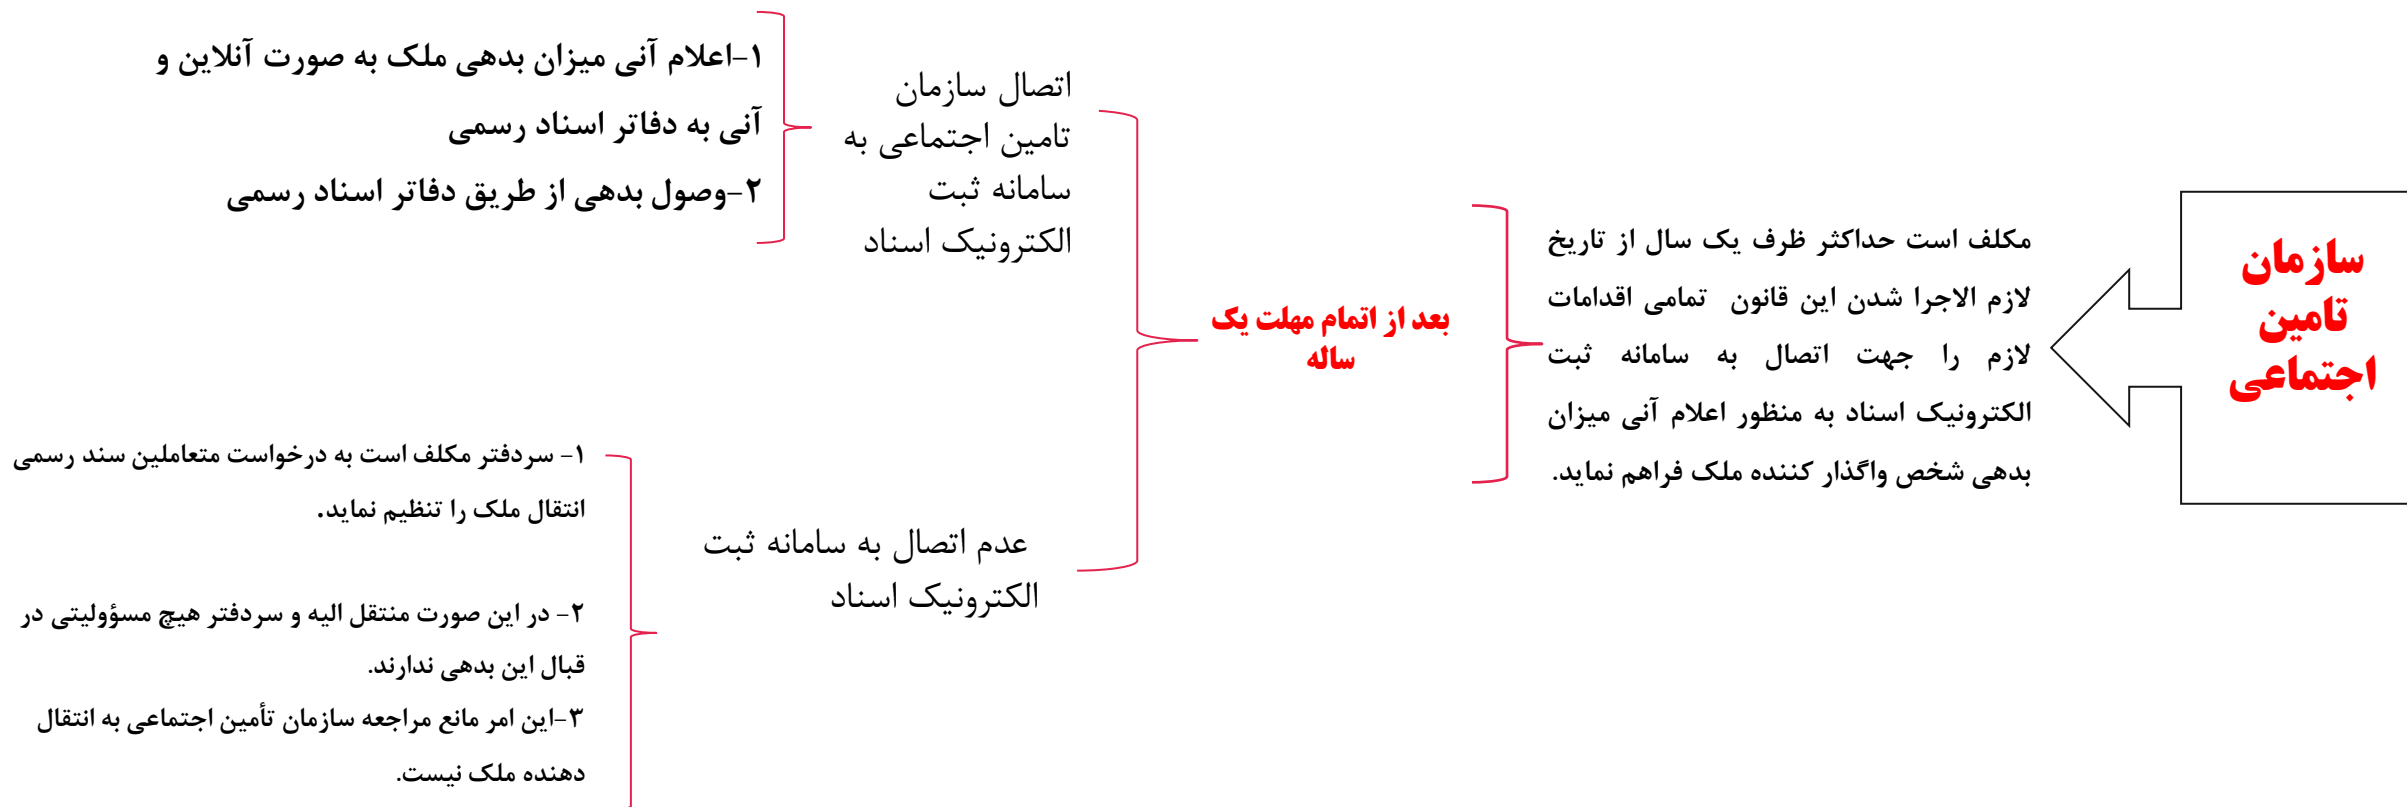 سازمان
تامین
اجتماعی
مکلف است حداکثر ظرف یک سال از تاریخ
لازم الاجرا شدن این قانون تمامی اقدامات
لازم را جهت اتصال به سامانه ثبت
الکترونیک اسناد به منظور اعلام آنی میزان
بدهی شخص واگذار کننده ملک فراهم نماید.
بعد از اتمام مهلت یک
ساله
اتصال سازمان
تامین اجتماعی به
سامانه ثبت
الکترونیک اسناد
۱-اعلام آنی میزان بدهی ملک به صورت آنلاین و
آنی به دفاتر اسناد رسمی
۲-وصول بدهی از طریق دفاتر اسناد رسمی
عدم اتصال به سامانه ثبت
الکترونیک اسناد
۱- سردفتر مکلف است به درخواست متعاملین سند رسمی
انتقال ملک را تنظیم نماید.
۲- در این صورت منتقل الیه و سردفتر هیچ مسؤولیتی در
قبال این بدهی ندارند.
۳-این امر مانع مراجعه سازمان تأمین اجتماعی به انتقال
دهنده ملک نیست.